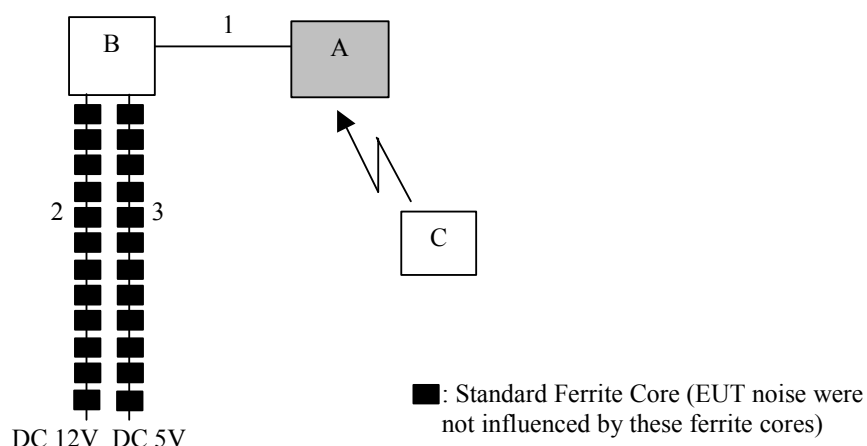 1
B
A
2
3
C
■: Standard Ferrite Core (EUT noise were
not influenced by these ferrite cores)
DC 12V DC 5V